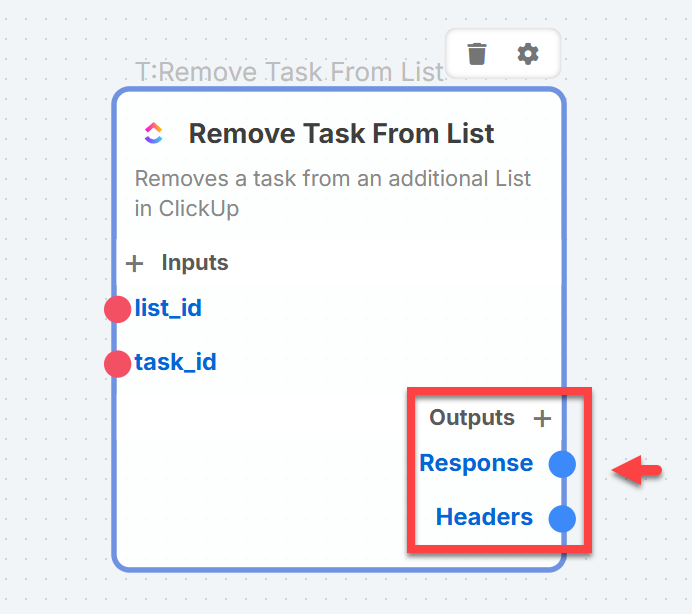 T:Remove Task From List
Remove Task From List
Removes a task from an additional List
in ClickUp
+ Inputs
list_id
task_id
Outputs +
Response
Headers